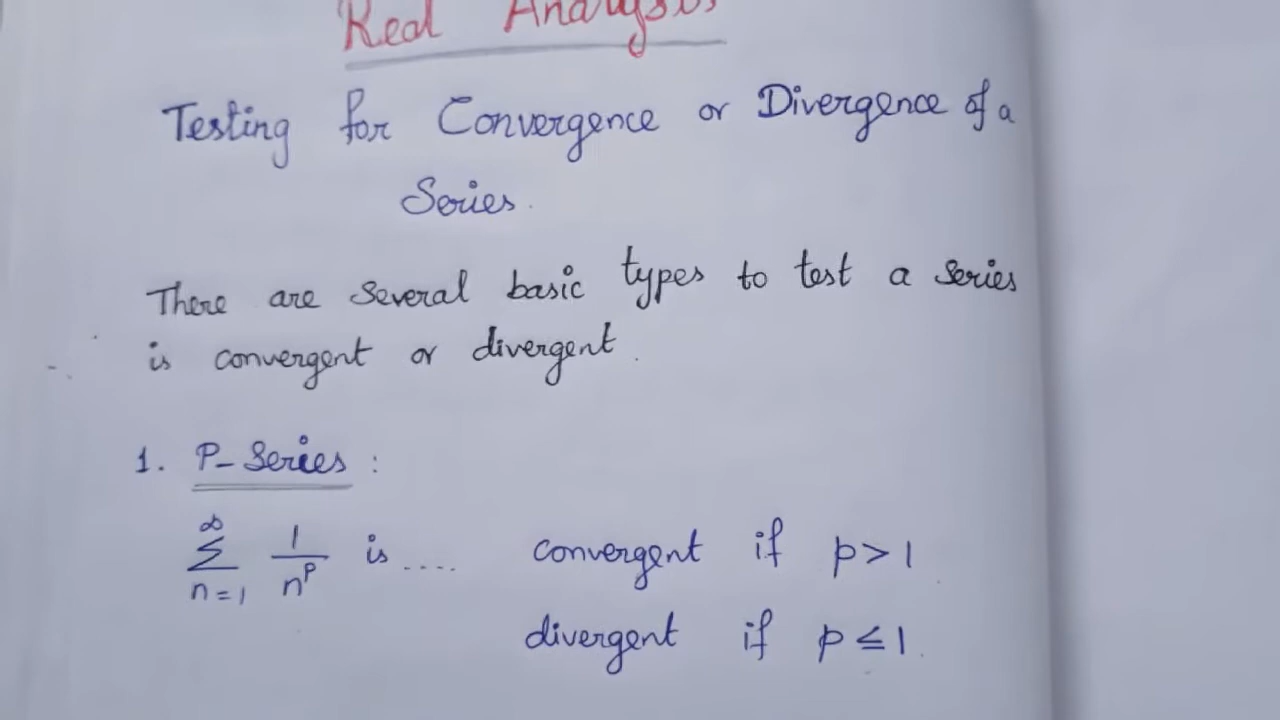 Real Analysis
Testing for Convergence or Divergence of a
Series.
There are several basic types to test a series
is convergent or divergent.
1. P-Series :
∞
∑ 1/n^p is .... convergent if p > 1
n=1
divergent if p ≤ 1.